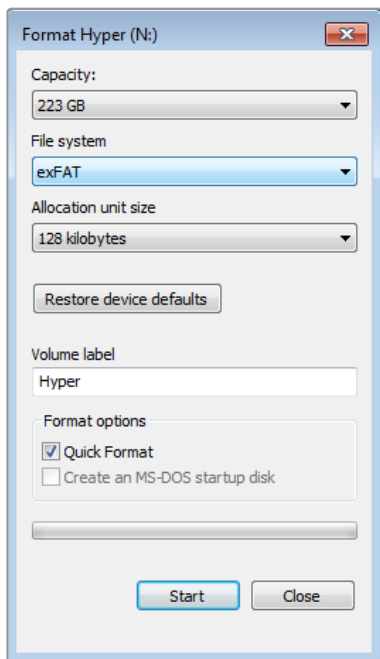 Format Hyper (N:)
Capacity:
223 GB
File system
exFAT
Allocation unit size
128 kilobytes
Restore device defaults
Volume label
Hyper
Format options
Quick Format
Create an MS-DOS startup disk
Start Close